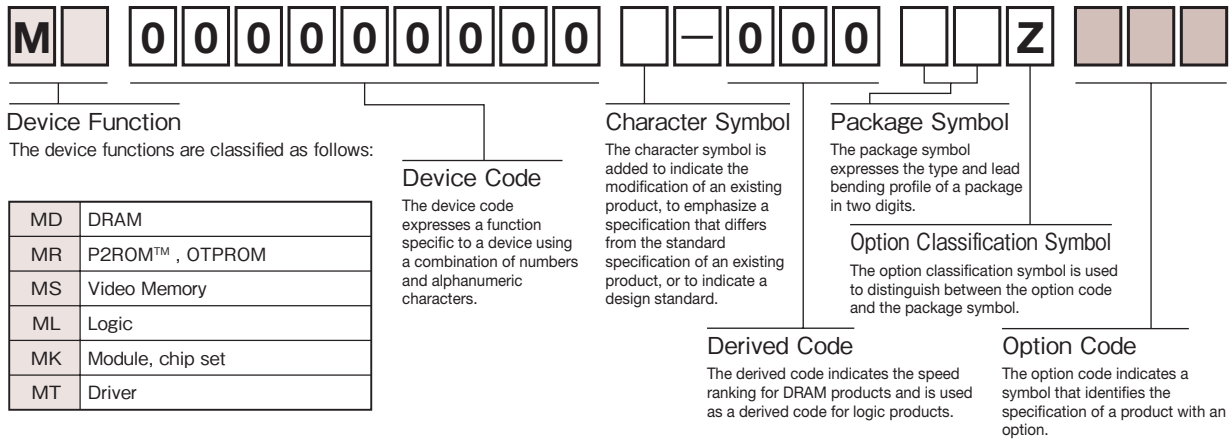 M 0 0 0 0 0 0 0 0 0 0 — 0 0 0 Z
Device Function
The device functions are classified as follows:
MD DRAM
MR P2ROM™ , OTPROM
MS Video Memory
ML Logic
MK Module, chip set
MT Driver
Device Code
The device code
expresses a function
specific to a device using
a combination of numbers
and alphanumeric
characters.
Character Symbol
The character symbol is
added to indicate the
modification of an existing
product, to emphasize a
specification that differs
from the standard
specification of an existing
product, or to indicate a
design standard.
Package Symbol
The package symbol
expresses the type and lead
bending profile of a package
in two digits.
Option Classification Symbol
The option classification symbol is used
to distinguish between the option code
and the package symbol.
Derived Code
The derived code indicates the speed
ranking for DRAM products and is used
as a derived code for logic products.
Option Code
The option code indicates a
symbol that identifies the
specification of a product with an
option.